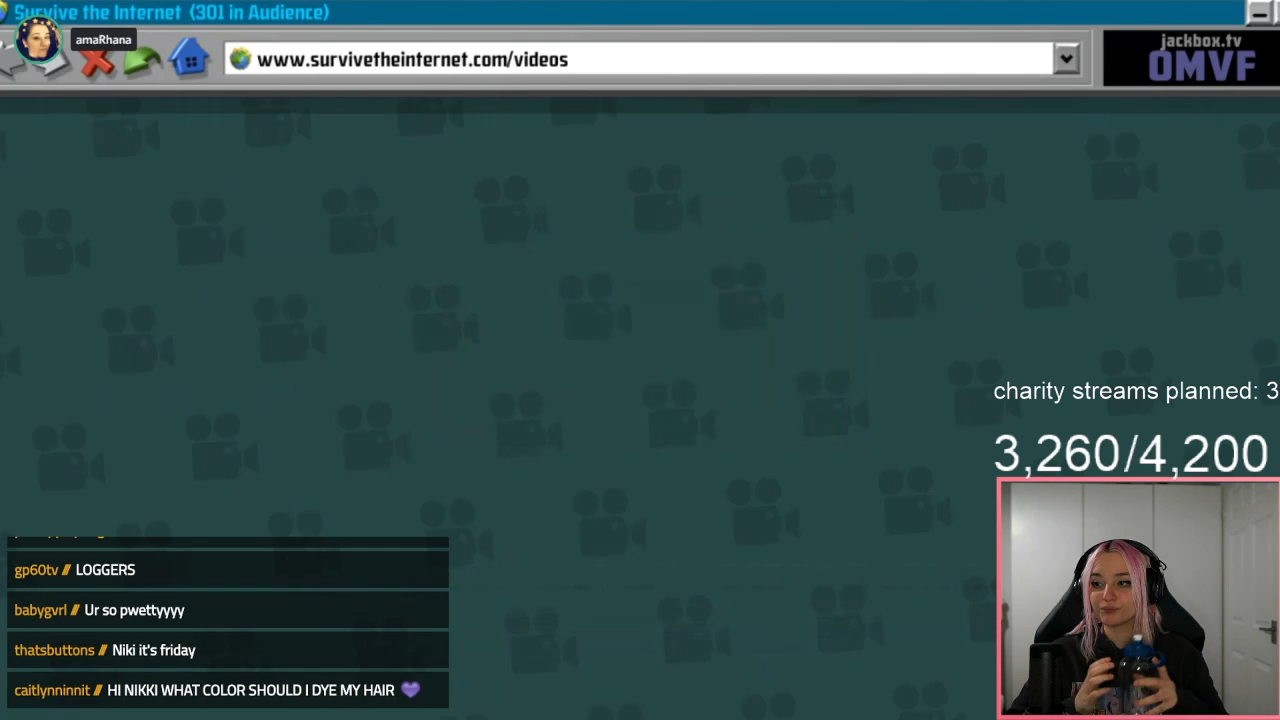 Survive the Internet (301 in Audience)
amaRhana
www.survivetheinternet.com/videos
jackbox.tv
OMVF
charity streams planned: 3
3,260/4,200
gp60tv // LOGGERS
babygvrl // Ur so pwettyyyy
thatsbuttons // Niki it's friday
caitlynninnit // HI NIKKI WHAT COLOR SHOULD I DYE MY HAIR 💜